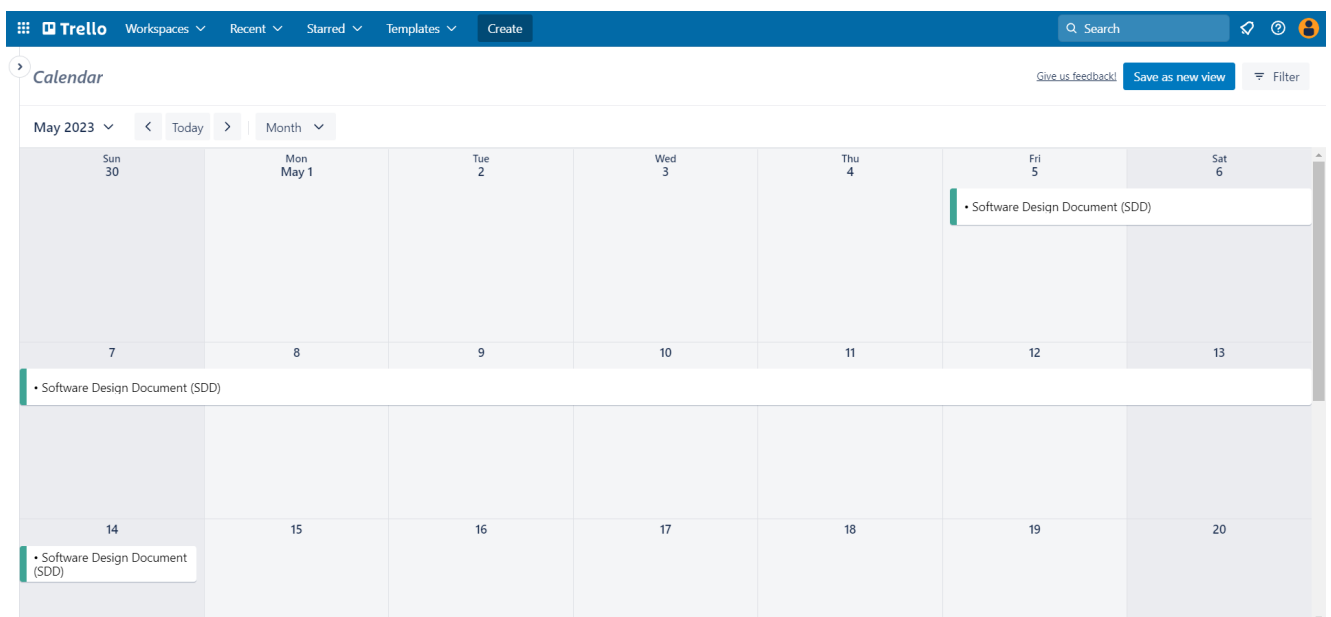 Trello Workspaces Recent Starred Templates Create Search
Calendar Give us feedback! Save as new view Filter
May 2023 Today Month
Sun Mon Tue Wed Thu Fri Sat
30 May 1 2 3 4 5 6
• Software Design Document (SDD)
7 8 9 10 11 12 13
• Software Design Document (SDD)
14 15 16 17 18 19 20
• Software Design Document
(SDD)